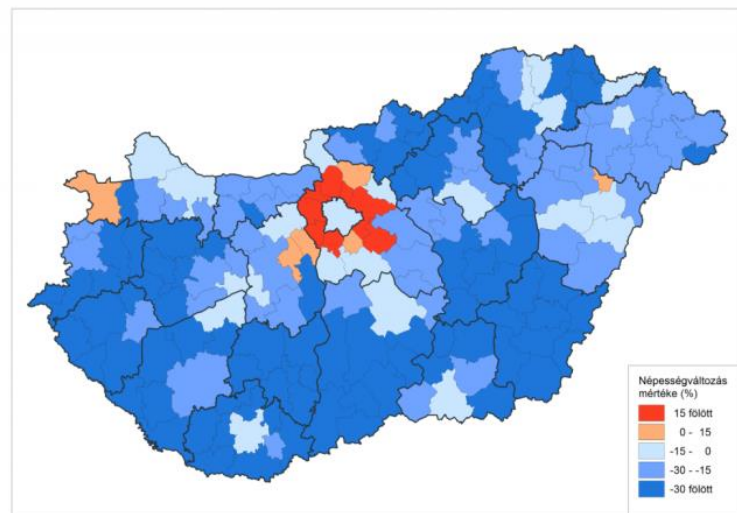 Népességváltozás
mértéke (%)
15 fölött
0 - 15
-15 - 0
-30 - -15
-30 fölött